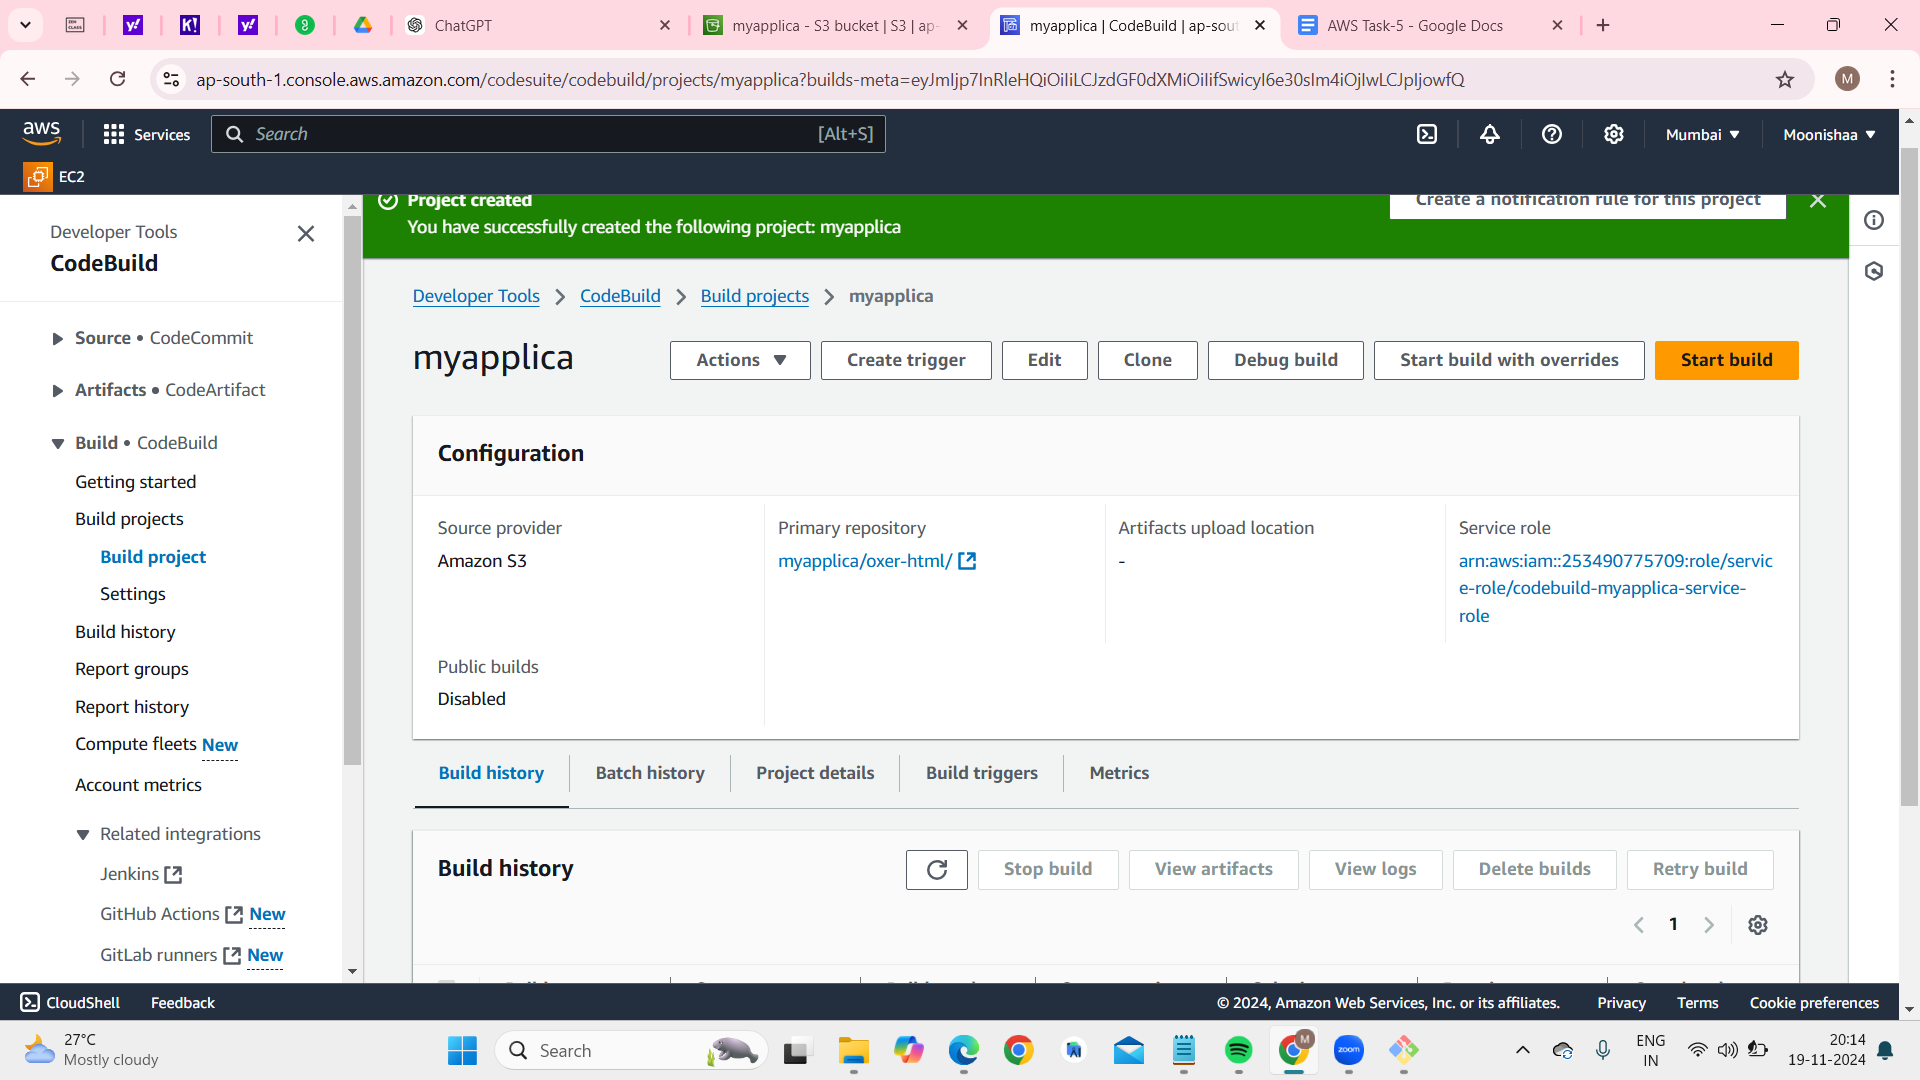 ChatGPT
myapplica - S3 bucket | S3 | ap-
myapplica | CodeBuild | ap-sout
AWS Task-5 - Google Docs
ap-south-1.console.aws.amazon.com/codesuite/codebuild/projects/myapplica?builds-meta=eyJmIjp7InRleHQiOiIiLCJzdGF0dXMiOiIifSwicyI6e30sIm4iOjIwLCJpIjowfQ
M
aws
Services
Search
[Alt+S]
Mumbai
Moonishaa
EC2
Developer Tools
CodeBuild
Source • CodeCommit
Artifacts • CodeArtifact
Build • CodeBuild
Getting started
Build projects
Build project
Settings
Build history
Report groups
Report history
Compute fleets New
Account metrics
Related integrations
Jenkins
GitHub Actions New
GitLab runners New
Project created
You have successfully created the following project: myapplica
Create a notification rule for this project
Developer Tools
CodeBuild
Build projects
myapplica
myapplica
Actions
Create trigger
Edit
Clone
Debug build
Start build with overrides
Start build
Configuration
Source provider
Amazon S3
Primary repository
myapplica/oxer-html/
Artifacts upload location
-
Service role
arn:aws:iam::253490775709:role/servic
e-role/codebuild-myapplica-service-
role
Public builds
Disabled
Build history
Batch history
Project details
Build triggers
Metrics
Build history
Stop build
View artifacts
View logs
Delete builds
Retry build
1
CloudShell
Feedback
© 2024, Amazon Web Services, Inc. or its affiliates.
Privacy
Terms
Cookie preferences
27°C
Mostly cloudy
Search
zoom
M
ENG
IN
20:14
19-11-2024